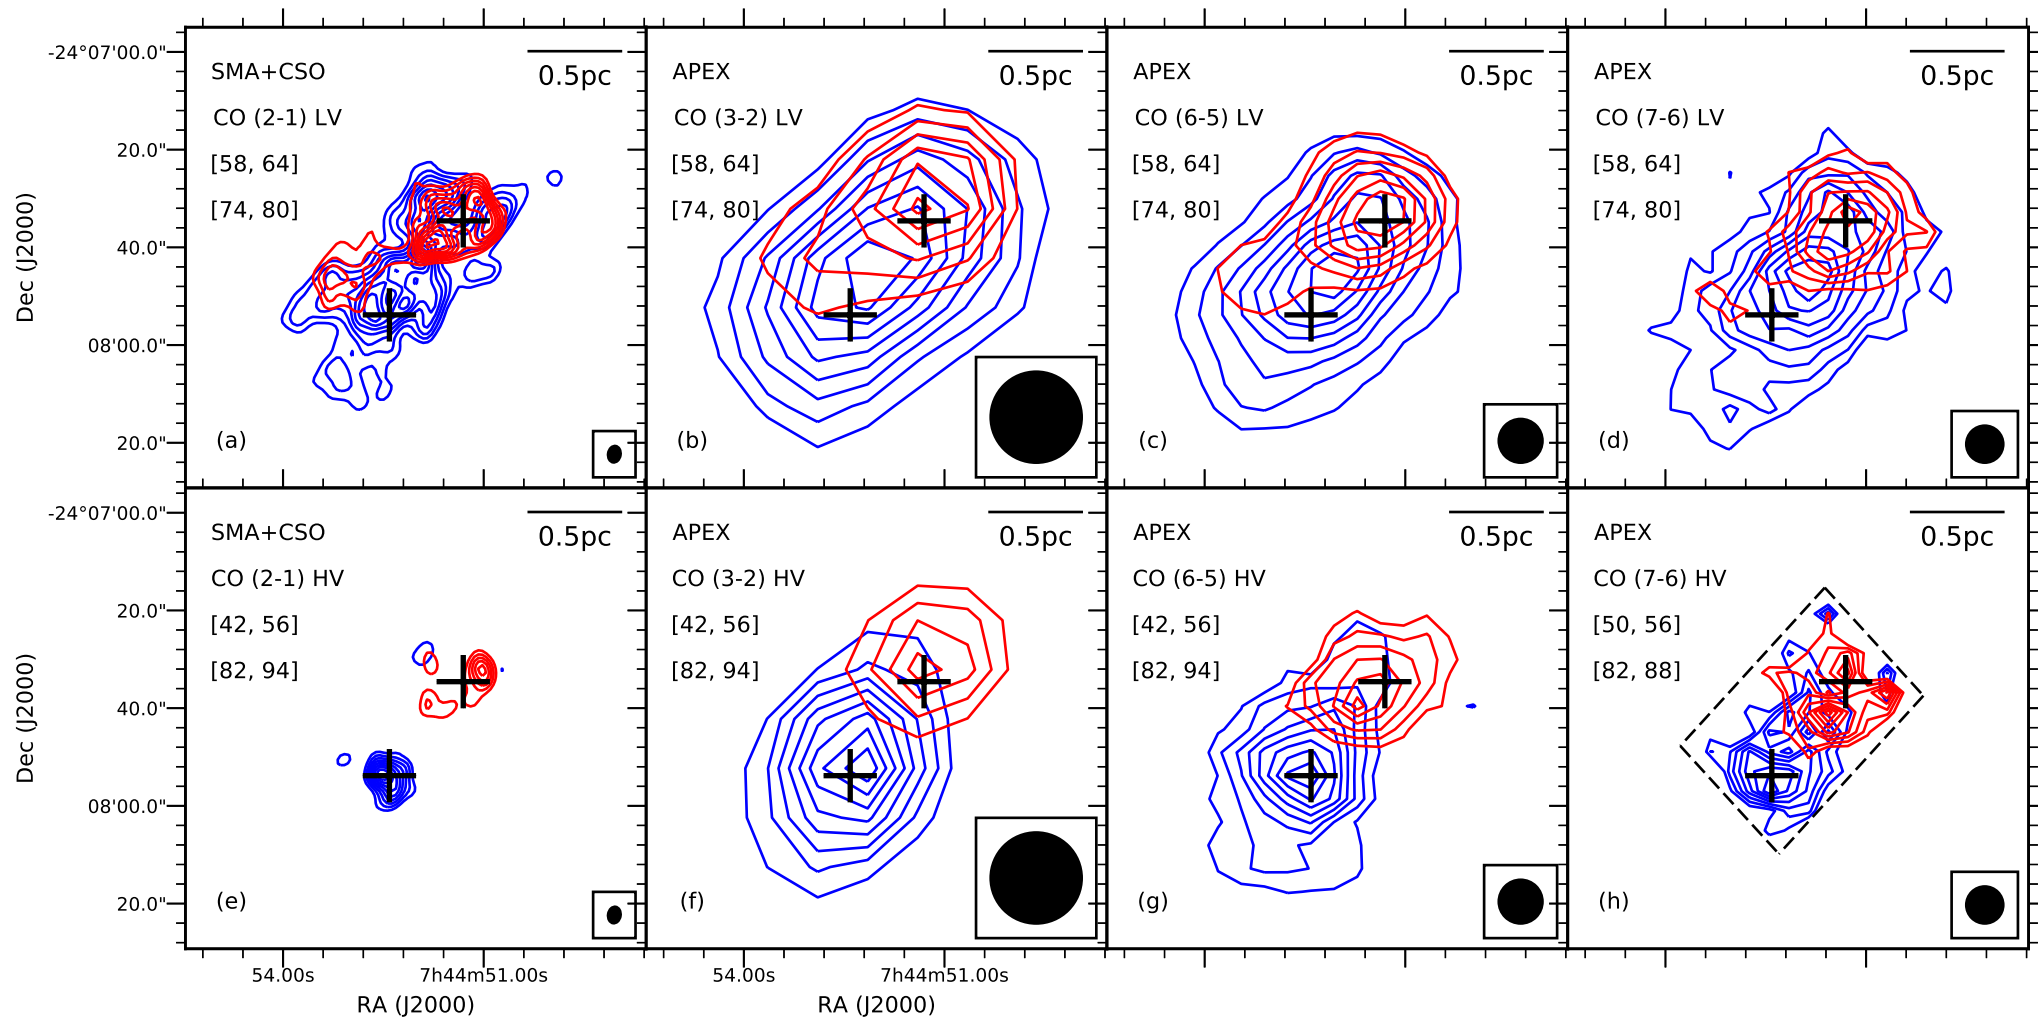 -24°07'00.0"
20.0"
40.0"
08'00.0"
20.0"
Dec (J2000)
SMA+CSO
CO (2-1) LV
[58, 64]
[74, 80]
0.5pc
(a)
APEX
CO (3-2) LV
[58, 64]
[74, 80]
0.5pc
(b)
APEX
CO (6-5) LV
[58, 64]
[74, 80]
0.5pc
(c)
APEX
CO (7-6) LV
[58, 64]
[74, 80]
0.5pc
(d)
-24°07'00.0"
20.0"
40.0"
08'00.0"
20.0"
Dec (J2000)
SMA+CSO
CO (2-1) HV
[42, 56]
[82, 94]
0.5pc
(e)
APEX
CO (3-2) HV
[42, 56]
[82, 94]
0.5pc
(f)
APEX
CO (6-5) HV
[42, 56]
[82, 94]
0.5pc
(g)
APEX
CO (7-6) HV
[50, 56]
[82, 88]
0.5pc
(h)
54.00s
7h44m51.00s
RA (J2000)
54.00s
7h44m51.00s
RA (J2000)